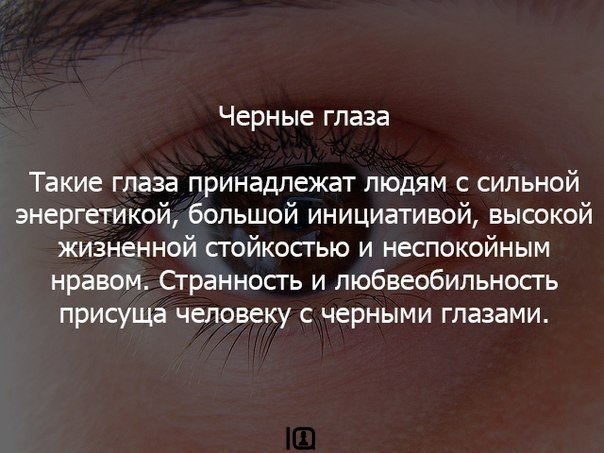 Черные глаза
Такие глаза принадлежат людям с сильной
энергетикой, большой инициативой, высокой
жизненной стойкостью и неспокойным
нравом. Странность и любвеобильность
присуща человеку с черными глазами.
IQ